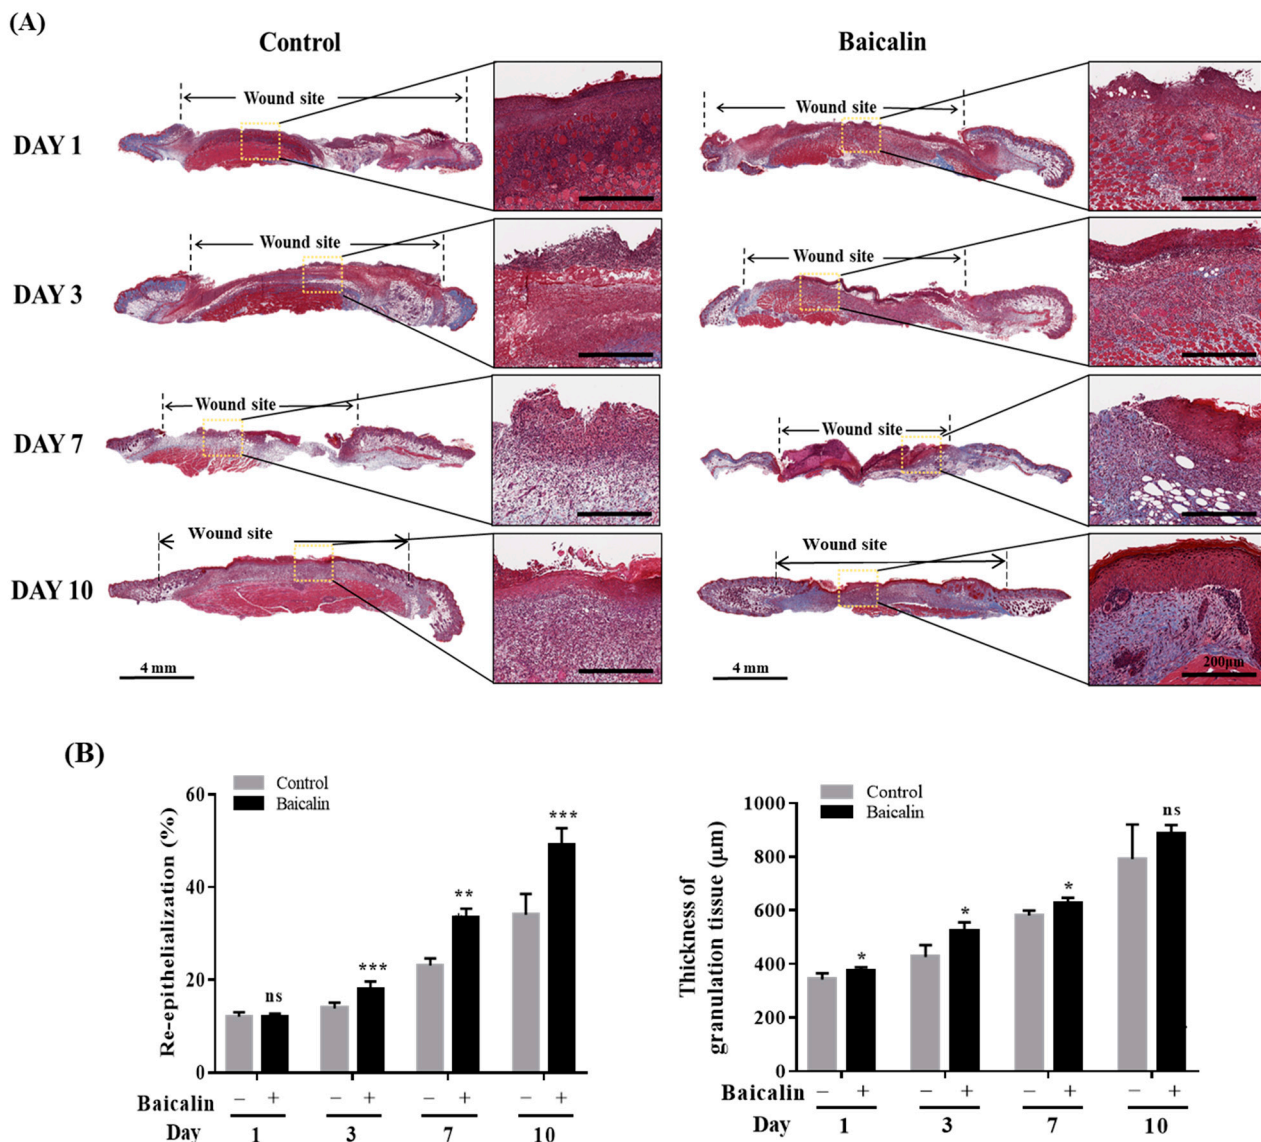 (A)
Control Baicalin
DAY 1 Wound site Wound site
DAY 3 Wound site Wound site
DAY 7 Wound site Wound site
DAY 10 Wound site Wound site
4 mm 4 mm 200μm
(B)
Control
Baicalin
Re-epithelialization (%)
60
40
20
0
ns *** ** ***
Baicalin − + − + − + − +
Day 1 3 7 10
Control
Baicalin
Thickness of
granulation tissue (μm)
1000
800
600
400
200
0
* * * ns
Baicalin − + − + − + − +
Day 1 3 7 10